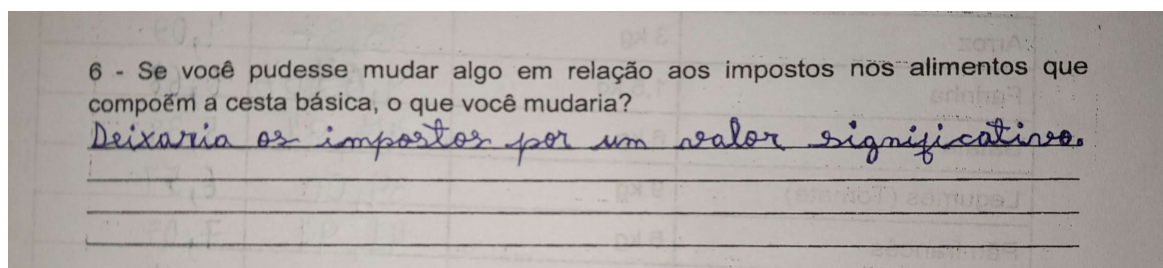 6 - Se você pudesse mudar algo em relação aos impostos nos alimentos que
compõem a cesta básica, o que você mudaria?
Deixaria os impostos por um valor significativo.